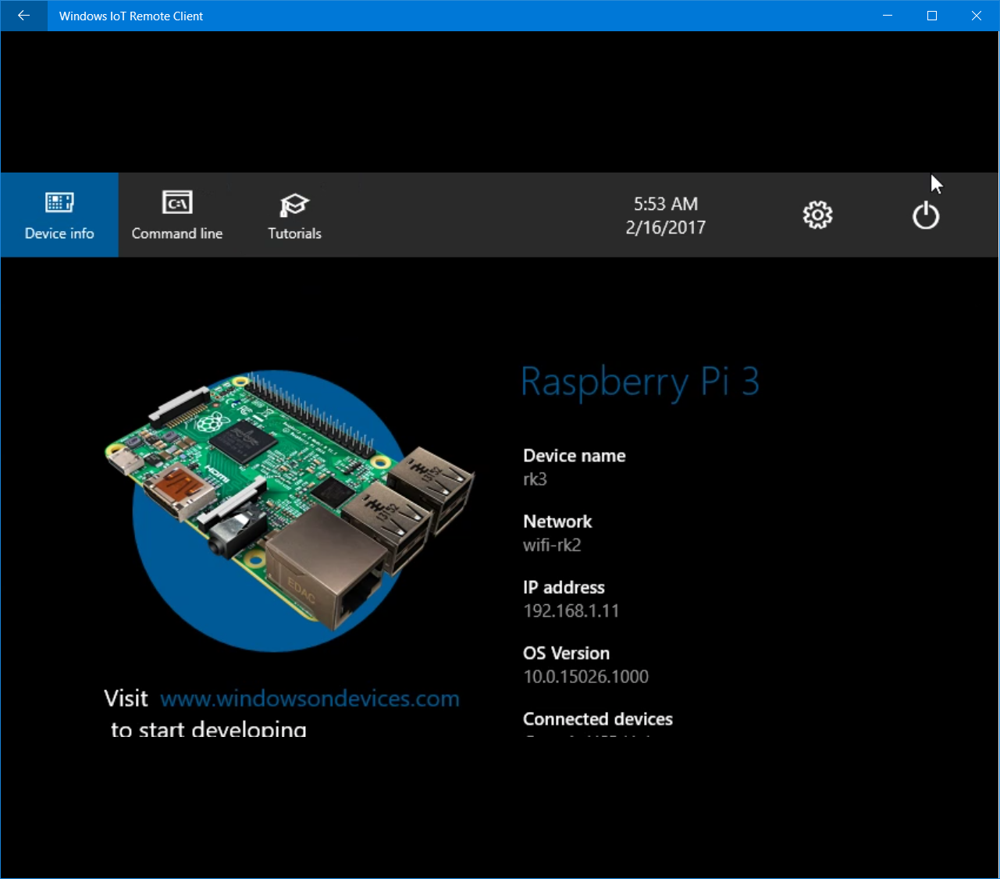 Windows IoT Remote Client
C:\
Device info
Command line
Tutorials
5:53 AM
2/16/2017
Raspberry Pi 3
Device name
rk3
Network
wifi-rk2
IP address
192.168.1.11
OS Version
10.0.15026.1000
Connected devices
HDMI
EDAC
Visit www.windowsondevices.com
to start developing